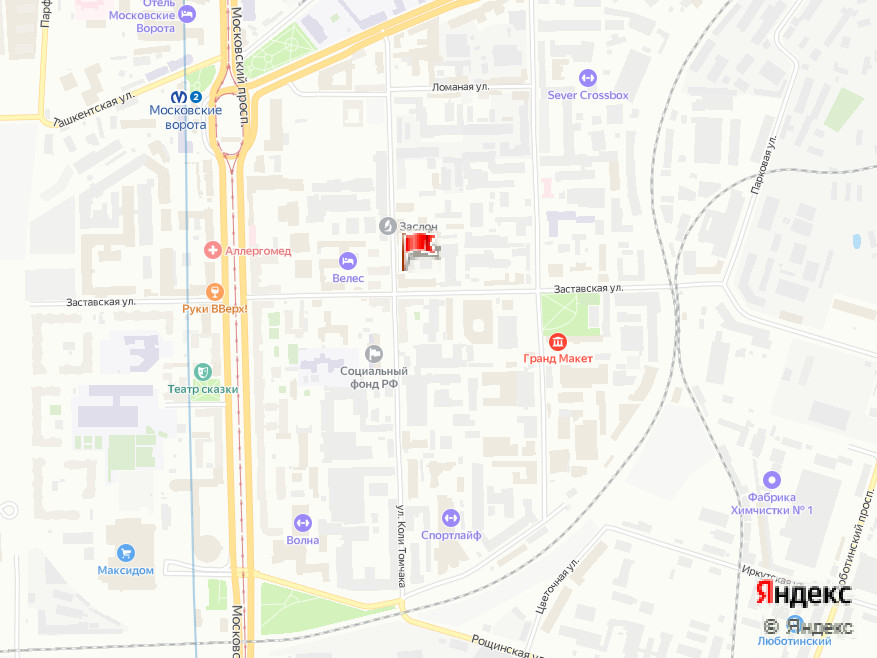 Отель
Московские
Ворота
Парф
Московский просп.
Ломаная ул.
Sever Crossbox
Ташкентская ул.
2
Московские
ворота
Парковая ул.
Заслон
Аллергомед
Велес
Заставская ул.
Заставская ул.
Руки ВВерх!
Гранд Макет
Социальный
фонд РФ
Театр сказки
ул. Коли Томчака
Фабрика
Химчистки № 1
Волна
Спортлайф
Максидом
Цветочная ул.
Иркутская
Люботинский просп.
Яндекс
© Яндекс
Люботинский
Москов
Рощинская ул.